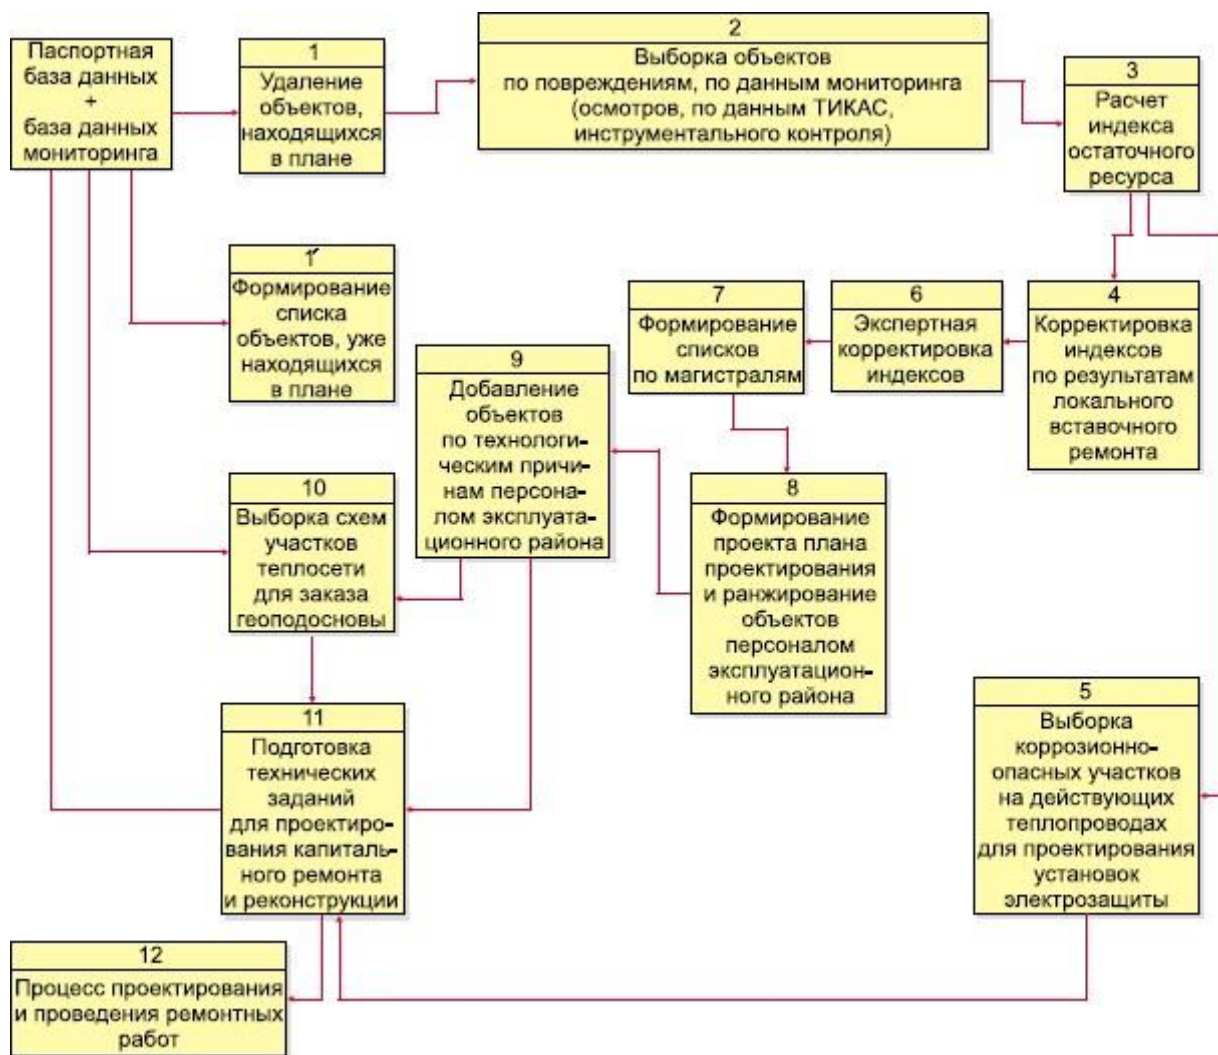 Паспортная
база данных
+
база данных
мониторинга
1
Удаление
объектов,
находящихся
в плане
2
Выборка объектов
по повреждениям, по данным мониторинга
(осмотров, по данным ТИКАС,
инструментального контроля)
3
Расчет
индекса
остаточного
ресурса
1′
Формирование
списка
объектов, уже
находящихся
в плане
4
Корректировка
индексов
по результатам
локального
вставочного
ремонта
6
Экспертная
корректировка
индексов
7
Формирование
списков
по магистралям
8
Формирование
проекта плана
проектирования
и ранжирование
объектов
персоналом
эксплуатацион-
ного района
9
Добавление
объектов
по технологи-
ческим причи-
нам персона-
лом эксплуата-
ционного района
10
Выборка схем
участков
теплосети
для заказа
геоподосновы
5
Выборка
коррозионно-
опасных участков
на действующих
теплопроводах
для проектирования
установок
электрозащиты
11
Подготовка
технических
заданий
для проектиро-
вания капиталь-
ного ремонта
и реконструкции
12
Процесс проектирования
и проведения ремонтных
работ